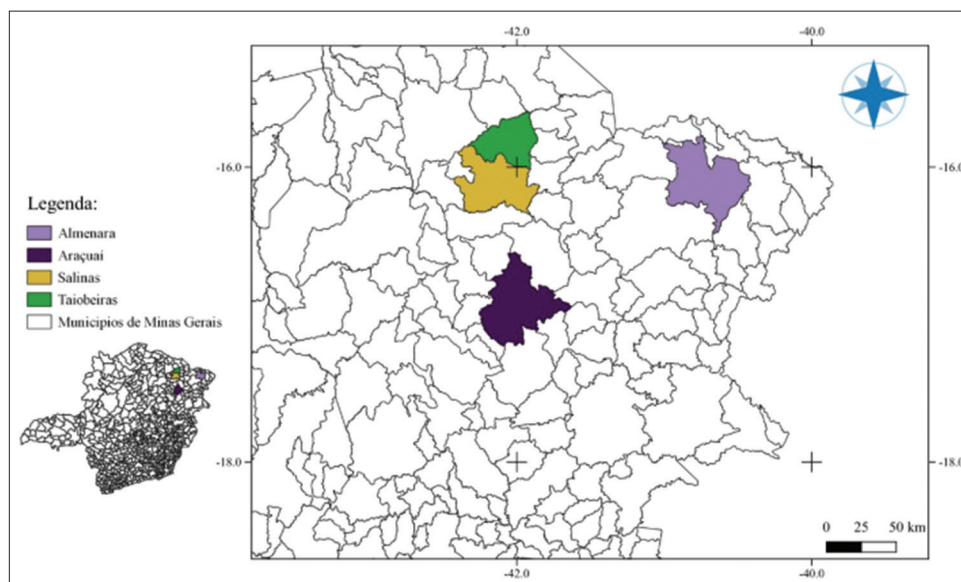 -42.0 -40.0
-16.0 -16.0
Legenda:
Almenara
Araçuaí
Salinas
Taiobeiras
Municipios de Minas Gerais
-18.0 -18.0
0 25 50 km
-42.0 -40.0